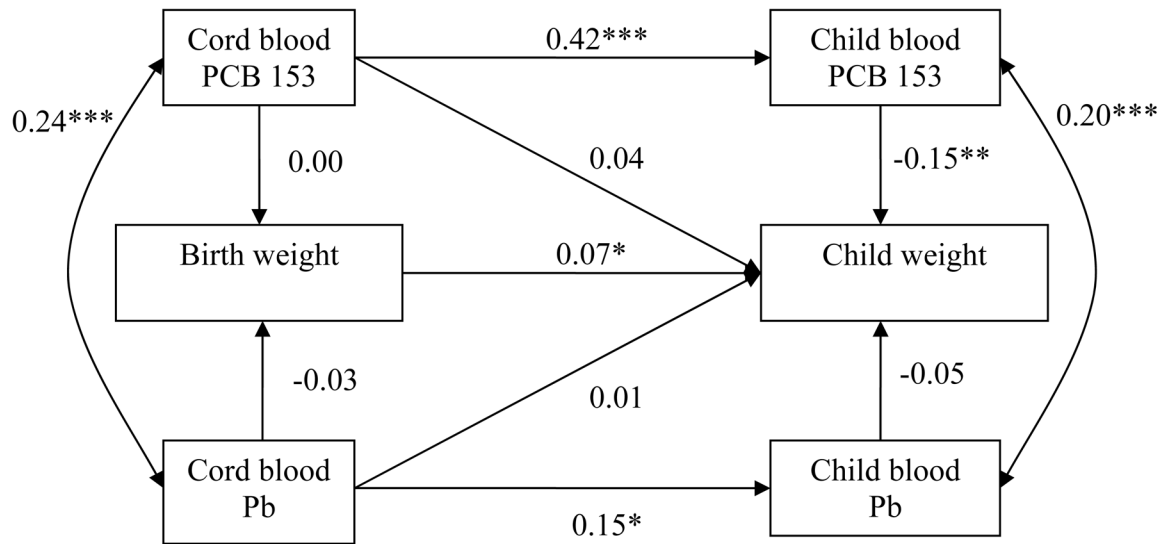 Cord blood
PCB 153
0.42***
Child blood
PCB 153
0.24***
0.20***
0.00
0.04
-0.15**
Birth weight
0.07*
Child weight
-0.03
0.01
-0.05
Cord blood
Pb
0.15*
Child blood
Pb